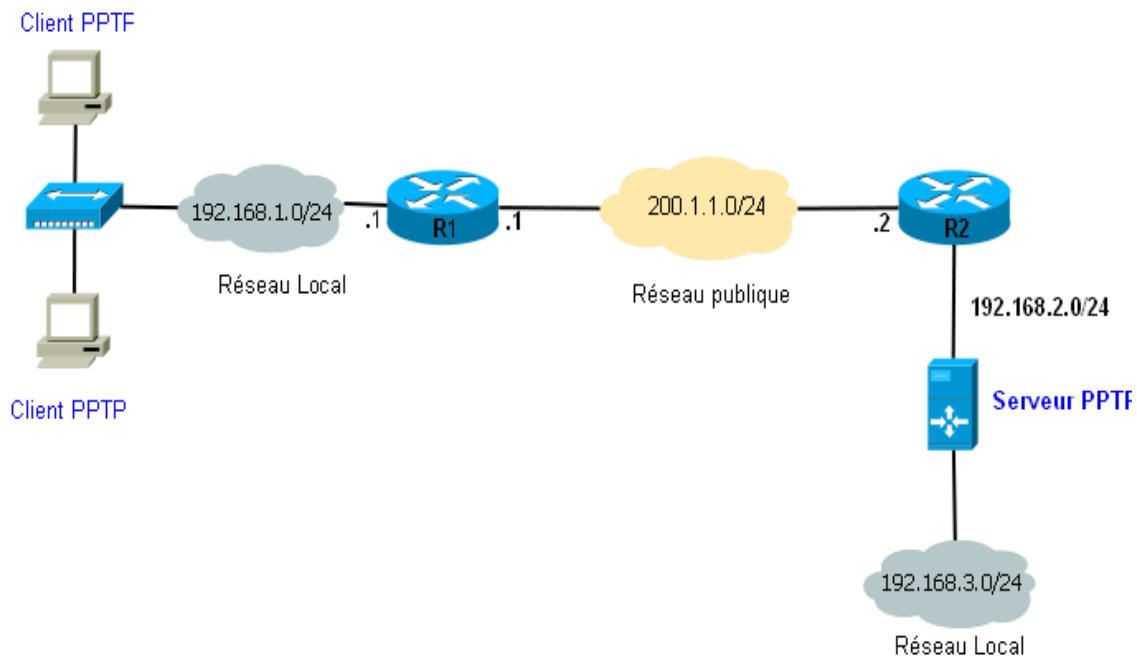 Client PPTF
192.168.1.0/24
.1
R1
.1
200.1.1.0/24
.2
R2
Réseau Local
Réseau publique
192.168.2.0/24
Client PPTP
Serveur PPTP
192.168.3.0/24
Réseau Local